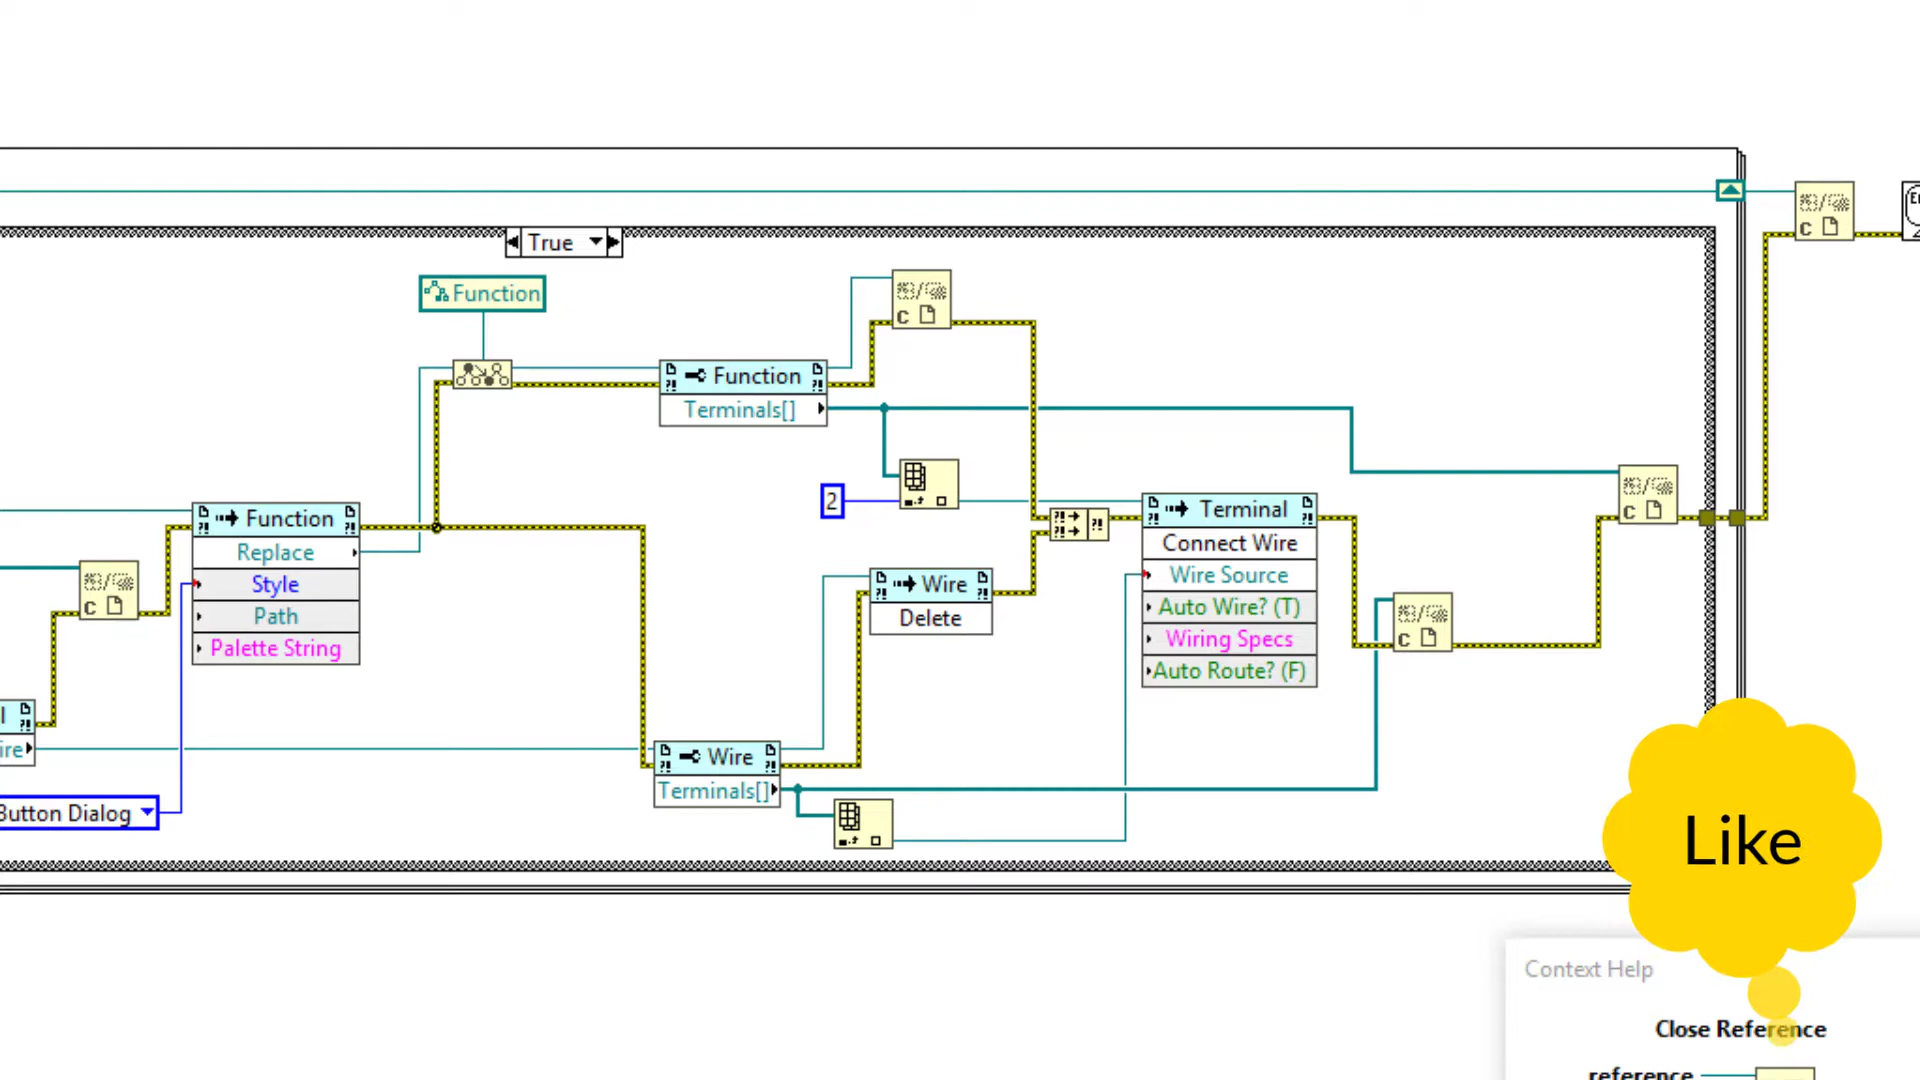 True
Function
Function
Terminals[]
2
Function
Replace
Style
Path
Palette String
Terminal
Connect Wire
Wire Source
Auto Wire? (T)
Wiring Specs
Auto Route? (F)
Wire
Delete
Wire
Terminals[]
Button Dialog
Like
Context Help
Close Reference
reference